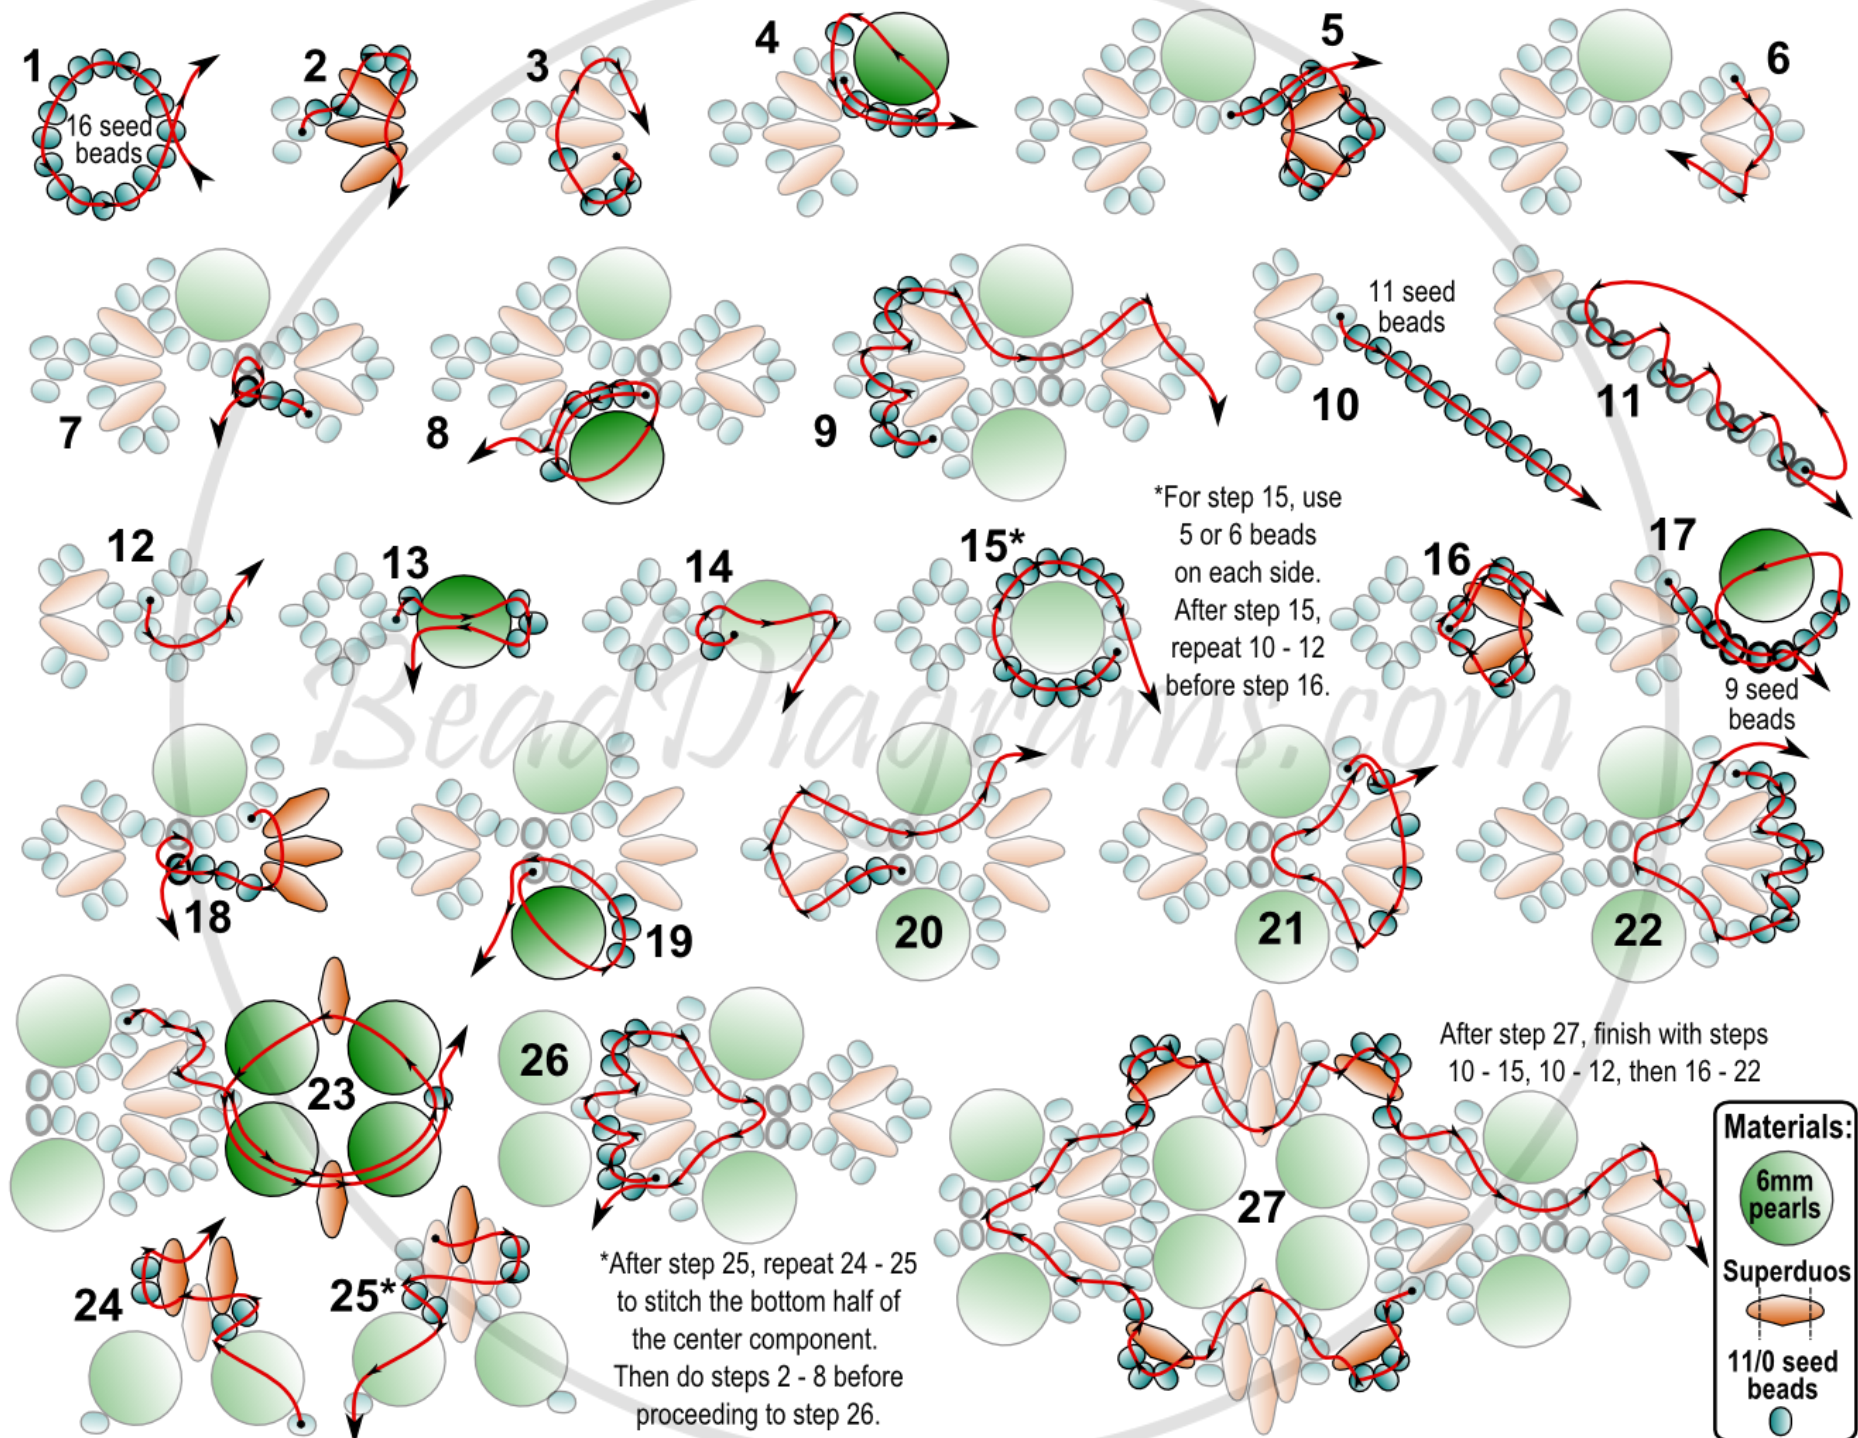 1
16 seed
beads
2
3
4
5
6
7
8
9
10
11 seed
beads
11
12
13
14
15*
*For step 15, use
5 or 6 beads
on each side.
After step 15,
repeat 10 - 12
before step 16.
16
17
9 seed
beads
BeadDiagrams.com
18
19
20
21
22
23
24
25*
26
*After step 25, repeat 24 - 25
to stitch the bottom half of
the center component.
Then do steps 2 - 8 before
proceeding to step 26.
27
After step 27, finish with steps
10 - 15, 10 - 12, then 16 - 22
Materials:
6mm
pearls
Superduos
11/0 seed
beads